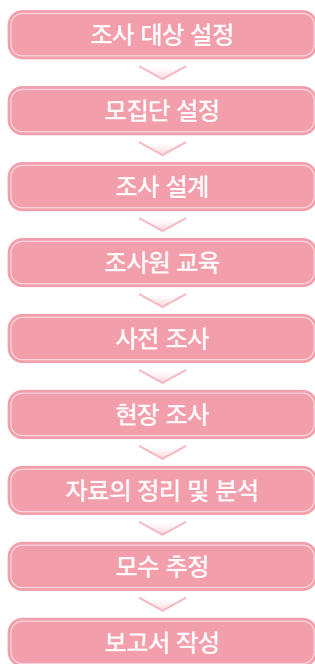 조사 대상 설정
모집단 설정
조사 설계
조사원 교육
사전 조사
현장 조사
자료의 정리 및 분석
모수 추정
보고서 작성